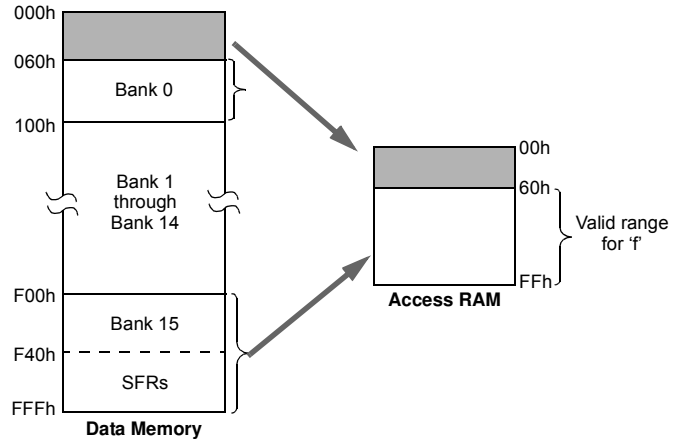 000h
060h
Bank 0
100h
Bank 1
through
Bank 14
F00h
Bank 15
F40h
SFRs
FFFh
Data Memory
00h
60h
Valid range
for ‘f’
FFh
Access RAM